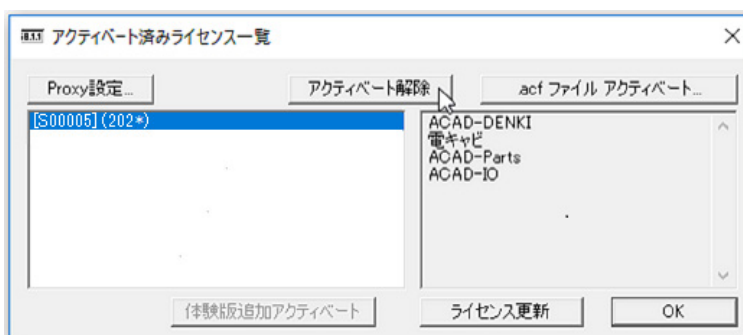 アクティベート済みライセンス一覧
Proxy設定...
アクティベート解除
acf ファイル アクティベート...
[S00005](202*)
ACAD-DENKI
電キャビ
ACAD-Parts
ACAD-IO
体験版追加アクティベート
ライセンス更新
OK